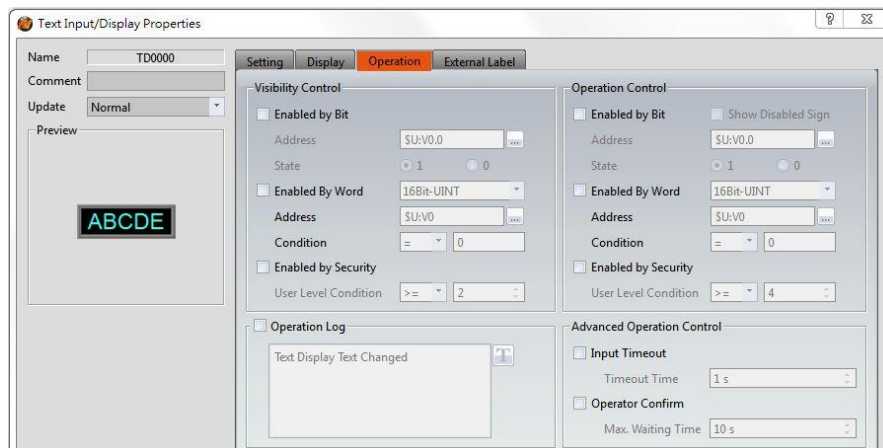 Text Input/Display Properties
Name TD0000
Comment
Update Normal
Preview
ABCDE
Setting Display Operation External Label
Visibility Control
Enabled by Bit
Address $U:V0.0 ...
State 1 0
Enabled By Word 16Bit-UINT
Address $U:V0 ...
Condition = 0
Enabled by Security
User Level Condition >= 2
Operation Log
Text Display Text Changed T
Operation Control
Enabled by Bit Show Disabled Sign
Address $U:V0.0 ...
State 1 0
Enabled By Word 16Bit-UINT
Address $U:V0 ...
Condition = 0
Enabled by Security
User Level Condition >= 4
Advanced Operation Control
Input Timeout
Timeout Time 1 s
Operator Confirm
Max. Waiting Time 10 s